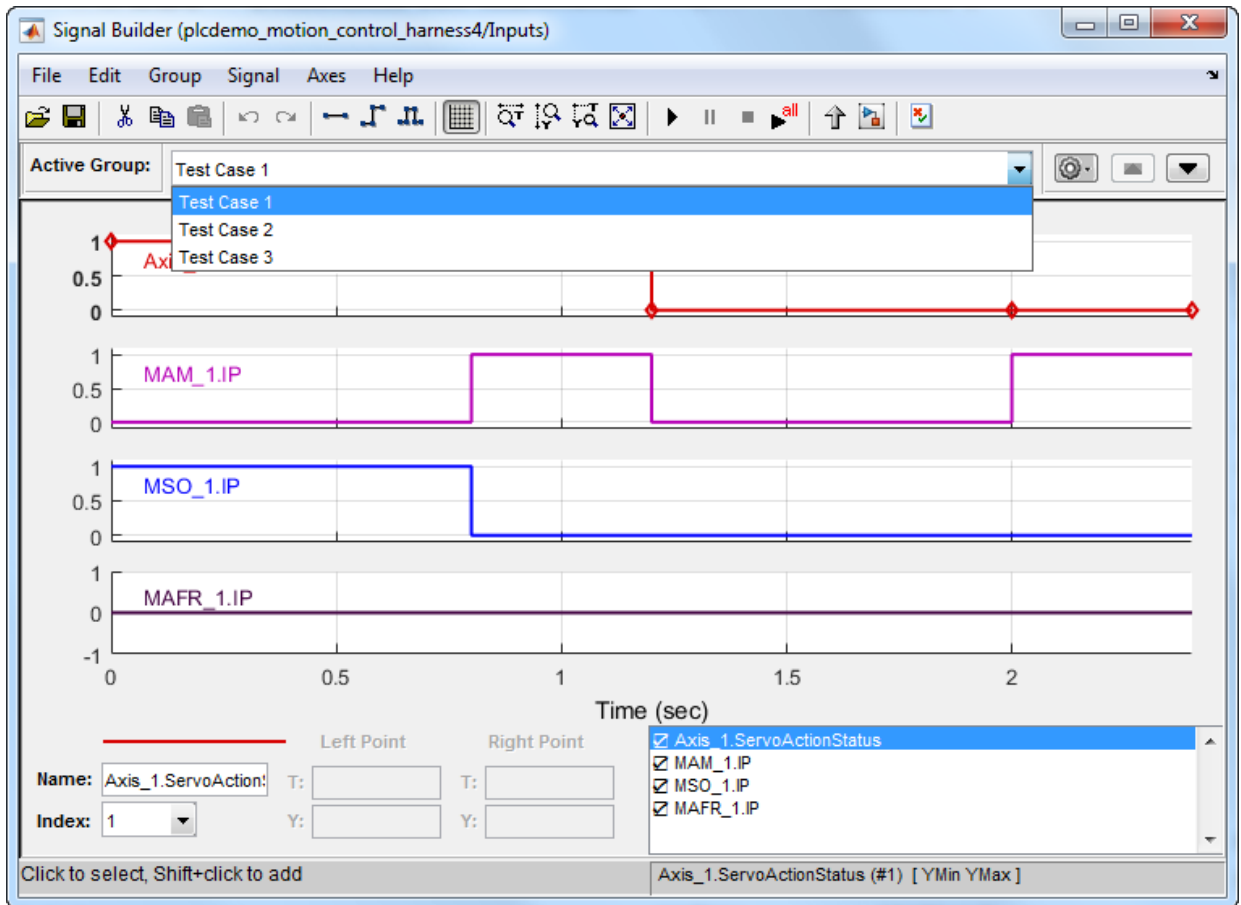 Signal Builder (plcdemo_motion_control_harness4/Inputs)
File Edit Group Signal Axes Help
all
Active Group: Test Case 1
Test Case 1
Test Case 2
Test Case 3
1
0.5
0
1
MAM_1.IP
0.5
0
1
MSO_1.IP
0.5
0
1
MAFR_1.IP
0
-1
0 0.5 1 1.5 2
Time (sec)
Left Point Right Point
Name: Axis_1.ServoAction T: T:
Index: 1 Y: Y:
Axis_1.ServoActionStatus
MAM_1.IP
MSO_1.IP
MAFR_1.IP
Click to select, Shift+click to add
Axis_1.ServoActionStatus (#1) [ YMin YMax ]